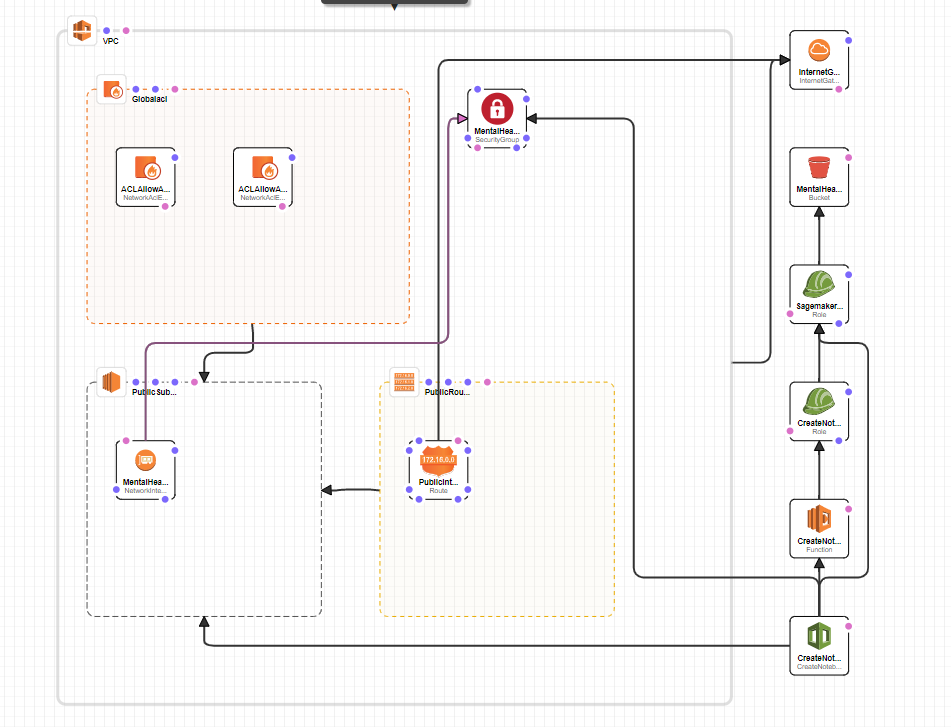 VPC
InternetG...
InternetGat...
Globalacl
MentalHea...
SecurityGroup
ACLAllowA...
NetworkAclE...
ACLAllowA...
NetworkAclE...
MentalHea...
Bucket
Sagemaker...
Role
PublicSub...
PublicRou...
CreateNot...
Role
172.16.0.0
MentalHea...
NetworkInte...
PublicInt...
Route
CreateNot...
Function
CreateNot...
CreateNoteb...